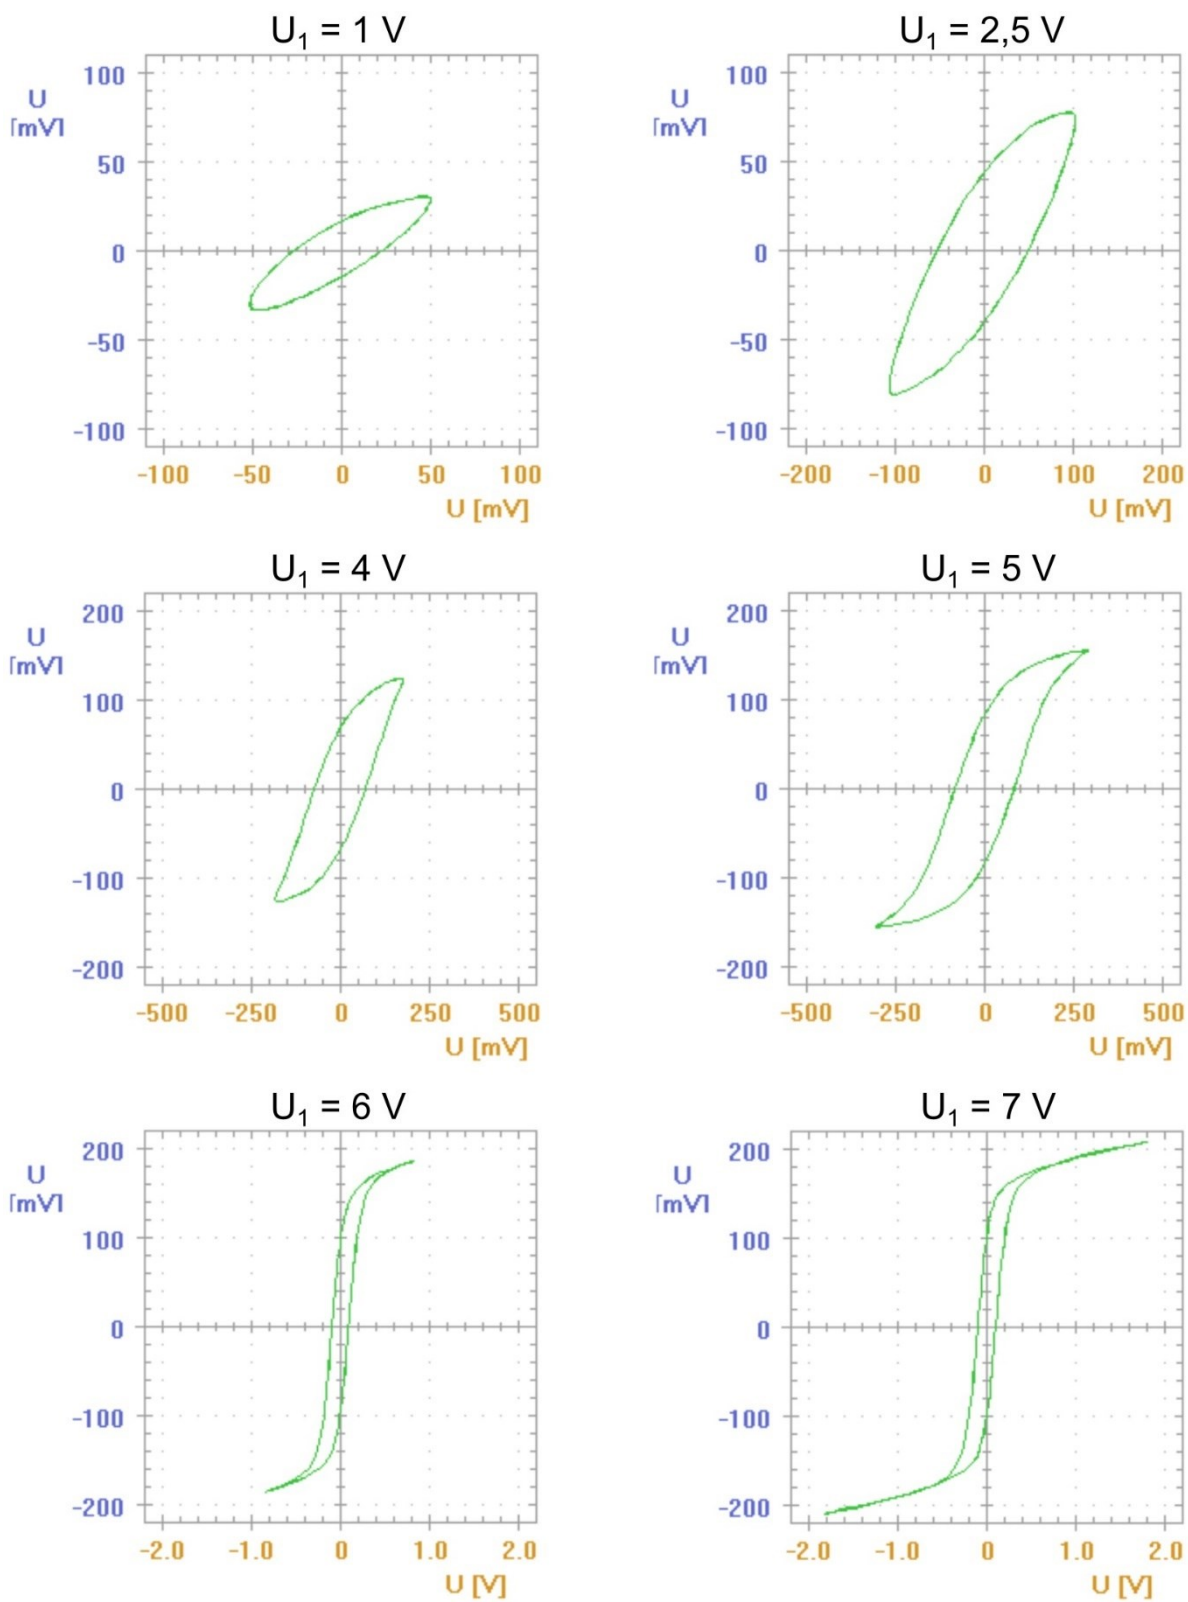 U₁ = 1 V
U
[mV]
100
50
0
-50
-100
-100 -50 0 50 100
U [mV]
U₁ = 2,5 V
U
[mV]
100
50
0
-50
-100
-200 -100 0 100 200
U [mV]
U₁ = 4 V
U
[mV]
200
100
0
-100
-200
-500 -250 0 250 500
U [mV]
U₁ = 5 V
U
[mV]
200
100
0
-100
-200
-500 -250 0 250 500
U [mV]
U₁ = 6 V
U
[mV]
200
100
0
-100
-200
-2.0 -1.0 0 1.0 2.0
U [V]
U₁ = 7 V
U
[mV]
200
100
0
-100
-200
-2.0 -1.0 0 1.0 2.0
U [V]